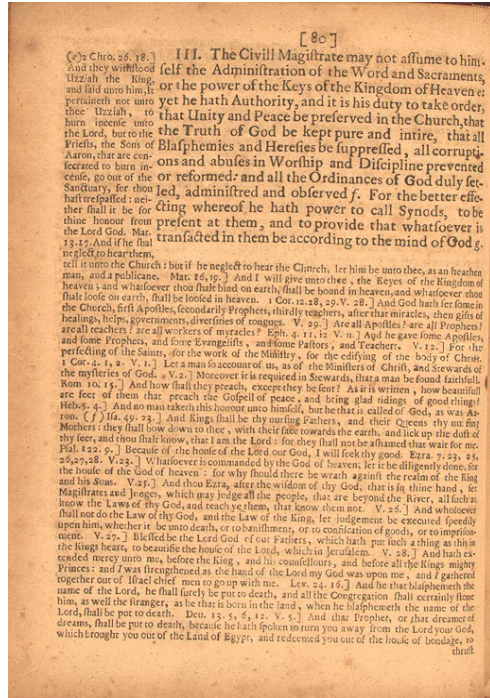 [80]
(e)2 Chro. 26. 18.]
And they withstood
Uzziah the King,
and said unto him, It
pertaineth not unto
thee Uzziah, to
burn incense unto
the Lord, but to the
Priests, the Sons of
Aaron, that are con-
secrated to burn in-
cense, go out of the
Sanctuary, for thou
hast trespassed : nei-
ther shall it be for
thine honour from
the Lord God. Mat.
13.17. And if he shal
neglect to hear them,
III. The Civill Magistrate may not assume to him-
self the Administration of the Word and Sacraments,
or the power of the Keys of the Kingdom of Heaven e:
yet he hath Authority, and it is his duty to take order,
that Unity and Peace be preserved in the Church, that
the Truth of God be kept pure and intire, that all
Blasphemies and Heresies be suppressed, all corrupti-
ons and abuses in Worship and Discipline prevented
or reformed: and all the Ordinances of God duly set-
led, administred and observed f. For the better effe-
cting whereof he hath power to call Synods, to be
present at them, and to provide that whatsoever is
transacted in them be according to the mind of God g.
tell it unto the Church : but if he neglect to hear the Church, let him be unto thee, as an heathen
man, and a publicane. Mat. 16, 19.] And I will give unto thee , the Keyes of the Kingdom of
heaven ; and whatsoever thou shalt bind on earth, shall be bound in heaven, and whatsoever thou
shalt loose on earth, shall be loosed in heaven. 1 Cor. 12.28, 29. V. 28.] And God hath set some in
the Church, first Apostles, secondarily Prophets, thirdly teachers, after that miracles, then gifts of
healings, helps, governments, diversities of tongues. V. 29.] Are all Apostles? are all Prophets?
are all teachers? are all workers of myracles? Eph. 4. 11, 12. V. 11.] And he gave some Apostles,
and some Prophets, and some Evangelists , and some Pastors , and Teachers. V. 12.] For the
perfecting of the Saints, for the work of the Ministry, for the edifying of the body of Christ.
1 Cor. 4. 1, 2. V. 1.] Let a man so account of us, as of the Ministers of Christ, and Stewards of
the mysteries of God. V. 2.] Moreover it is required in Stewards, that a man be found faithfull.
Rom. 10. 15.] And how shall they preach, except they be sent? As it is written , how beautifull
are feet of them that preach the Gospell of peace, and bring glad tidings of good things!
Heb. 5. 4.] And no man taketh this honour unto himself, but he that is called of God, as was Aa-
ron. ( f ) Isa. 49. 23.] And Kings shall be thy nursing Fathers, and their Queens thy nursing
Mothers : they shall bow down to thee , with their face towards the earth, and lick up the dust of
thy feet, and thou shalt know, that I am the Lord : for they shall not be ashamed that wait for me.
Psal. 122. 9.] Because of the house of the Lord our God, I will seek thy good. Ezra. 7. 23, 25,
26, 27, 28. V. 23.] Whatsoever is commanded by the God of heaven, let it be diligently done, for
the house of the God of heaven : for why should there be wrath against the realm of the King
and his Sons. V. 25.] And thou Ezra, after the wisdom of thy God, that is in thine hand , set
Magistrates and Judges, which may judge all the people, that are beyond the River, all such as
know the Laws of thy God, and teach ye them, that know them not. V. 26.] And whosoever
shall not do the Law of thy God, and the Law of the King, let judgement be executed speedily
upon him, whether it be unto death, or to banishment, or to confiscation of goods, or to imprison-
ment. V. 27.] Blessed be the Lord God of our Fathers , which hath put such a thing as this in
the Kings heart, to beautifie the house of the Lord, which in Jerusalem. V. 28.] And hath ex-
tended mercy unto me, before the King , and his counsellours, and before all the Kings mighty
Princes : and I was strengthened as the hand of the Lord my God was upon me , and I gathered
together out of Israel chief men to go up with me. Lev. 24. 16.] And he that blasphemeth the
name of the Lord, he shall surely be put to death, and all the Congregation shall certainly stone
him, as well the stranger, as he that is born in the land , when he blasphemeth the name of the
Lord, shall be put to death. Deu. 13. 5, 6, 12. V. 5.] And that Prophet, or that dreamer of
dreams, shall be put to death, because he hath spoken to turn you away from the Lord your God,
which brought you out of the Land of Egypt, and redeemed you out of the house of bondage, to
thrust